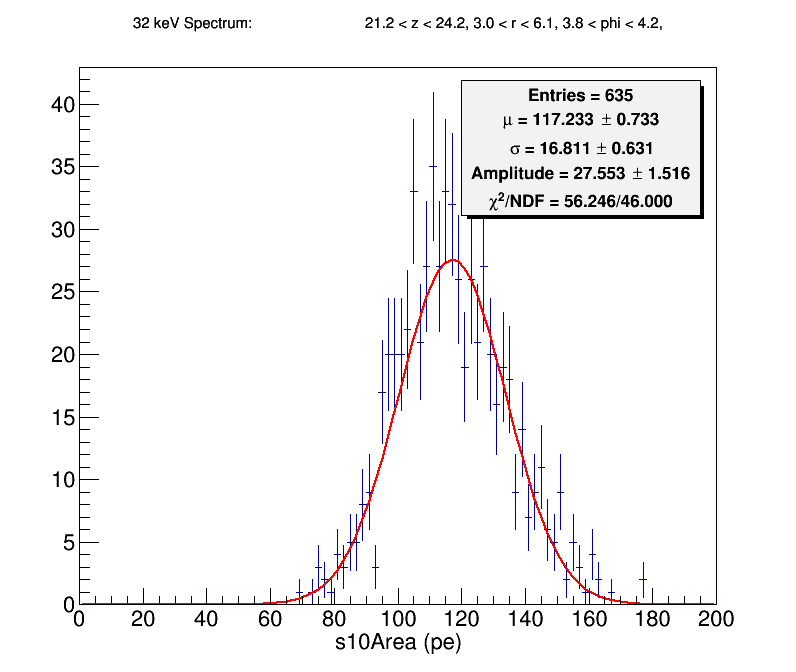 32 keV Spectrum: 21.2 < z < 24.2, 3.0 < r < 6.1, 3.8 < phi < 4.2,
Entries = 635
μ = 117.233 ± 0.733
σ = 16.811 ± 0.631
Amplitude = 27.553 ± 1.516
χ²/NDF = 56.246/46.000
40
35
30
25
20
15
10
5
0
0 20 40 60 80 100 120 140 160 180 200
s10Area (pe)